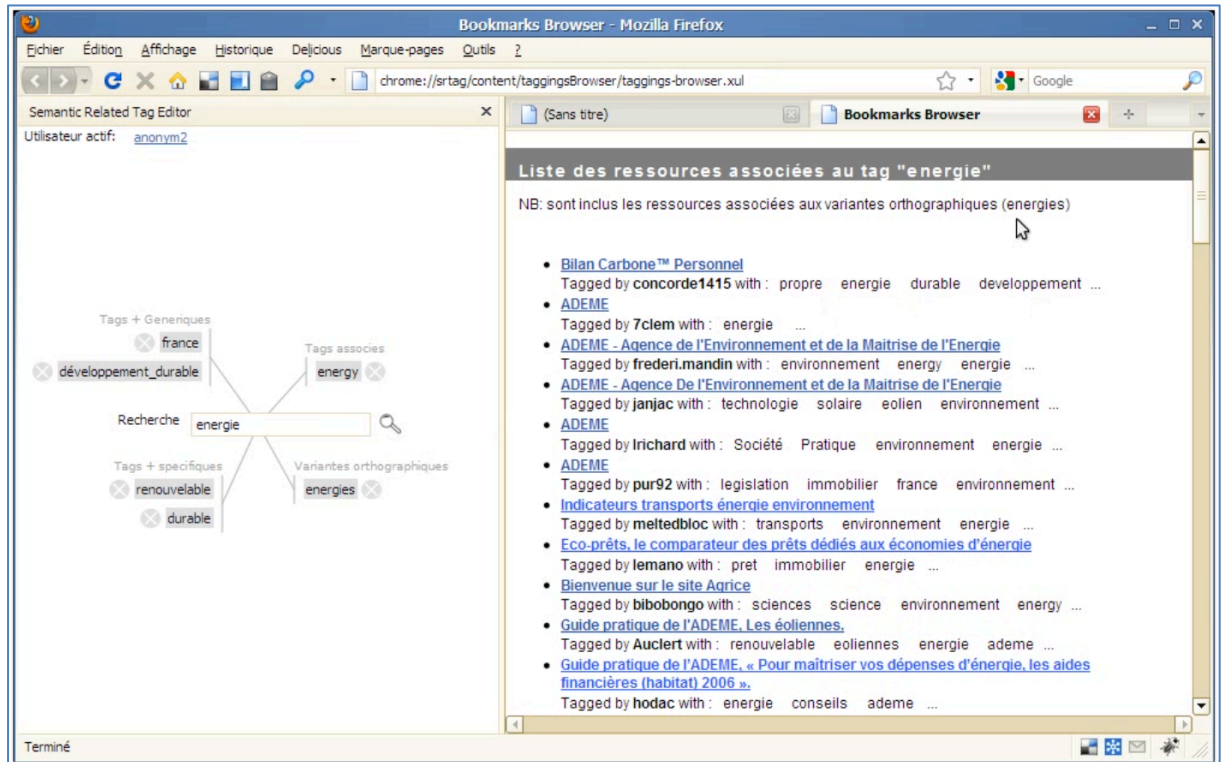 Bookmarks Browser - Mozilla Firefox
Fichier Édition Affichage Historique Delicious Marque-pages Outils ?
chrome://srtag/content/taggingsBrowser/taggings-browser.xul Google
Semantic Related Tag Editor
Utilisateur actif: anonym2
Tags + Generiques
france
développement_durable
Tags associes
energy
Recherche energie
Tags + specifiques
renouvelable
durable
Variantes orthographiques
energies
(Sans titre) Bookmarks Browser
Liste des ressources associées au tag "energie"
NB: sont inclus les ressources associées aux variantes orthographiques (energies)
• Bilan Carbone™ Personnel
Tagged by concorde1415 with : propre energie durable developpement ...
• ADEME
Tagged by 7clem with : energie ...
• ADEME - Agence de l'Environnement et de la Maitrise de l'Energie
Tagged by frederi.mandin with : environment energy energie ...
• ADEME - Agence De l'Environnement et de la Maitrise de l'Energie
Tagged by janjac with : technologie solaire eolien environnement ...
• ADEME
Tagged by lrichard with : Société Pratique environnement energie ...
• ADEME
Tagged by pur92 with : legislation immobilier france environment ...
• Indicateurs transports énergie environnement
Tagged by meltedbloc with : transports environment energie ...
• Eco-prêts, le comparateur des prêts dédiés aux économies d'énergie
Tagged by lemano with : pret immobilier energie ...
• Bienvenue sur le site Agrice
Tagged by bibobongo with : sciences science environment energy ...
• Guide pratique de l'ADEME, Les éoliennes.
Tagged by Auclert with : renouvelable eoliennes energie ademe ...
• Guide pratique de l'ADEME, « Pour maîtriser vos dépenses d'énergie, les aides
financières (habitat) 2006 ».
Tagged by hodac with : energie conseils ademe ...
Terminé